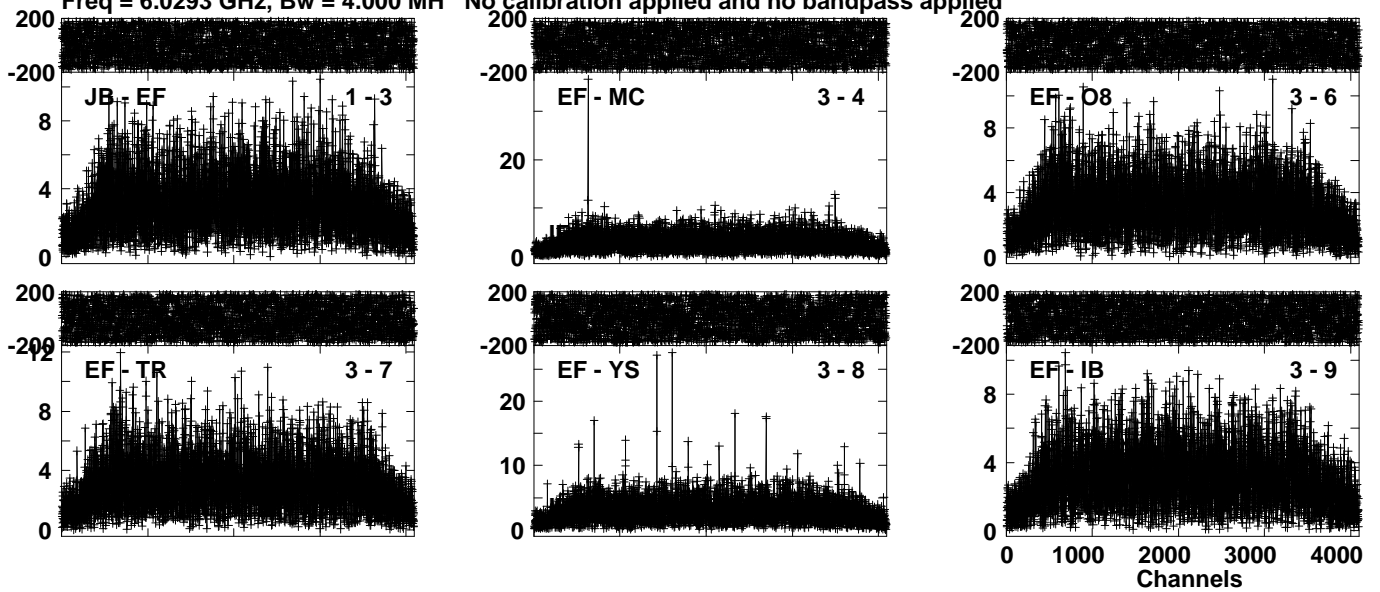 Freq = 6.0293 GHz, Bw = 4.000 MH No calibration applied and no bandpass applied
200 200 200
-200 -200 -200
JB - EF 1 - 3 EF - MC 3 - 4 EF - O8 3 - 6
8 20 8
4 4
0 0 0
200 200 200
-200 -200 -200
12
EF - TR 3 - 7 EF - YS 3 - 8 EF - IB 3 - 9
8 20 8
4 10 4
0 0 0
0 1000 2000 3000 4000
Channels